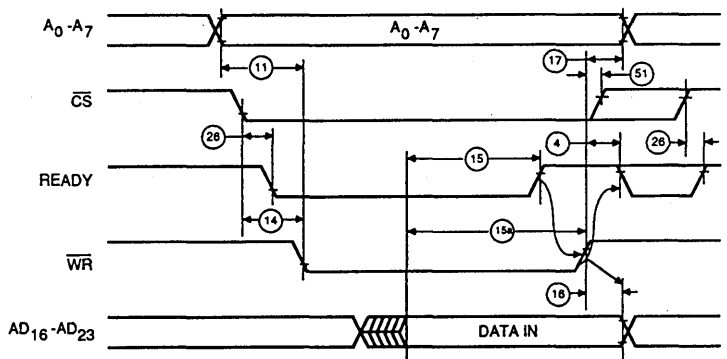 A0-A7
A0-A7
11
17
51
CS
26
4
26
READY
15
14
15a
WR
16
AD16-AD23
DATA IN